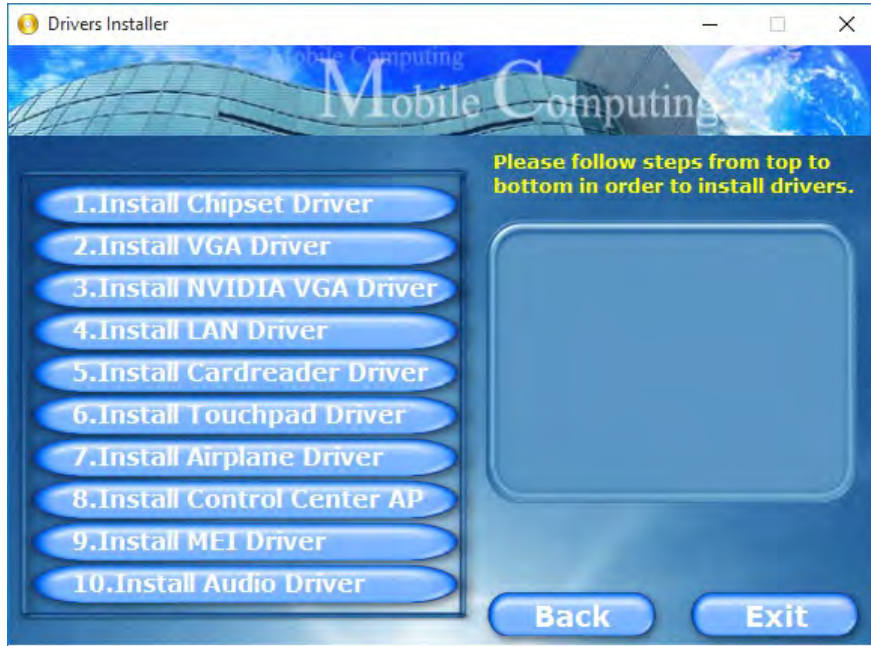 Drivers Installer
Mobile Computing
Mobile Computing
Please follow steps from top to
bottom in order to install drivers.
1.Install Chipset Driver
2.Install VGA Driver
3.Install NVIDIA VGA Driver
4.Install LAN Driver
5.Install Cardreader Driver
6.Install Touchpad Driver
7.Install Airplane Driver
8.Install Control Center AP
9.Install MEI Driver
10.Install Audio Driver
Back
Exit